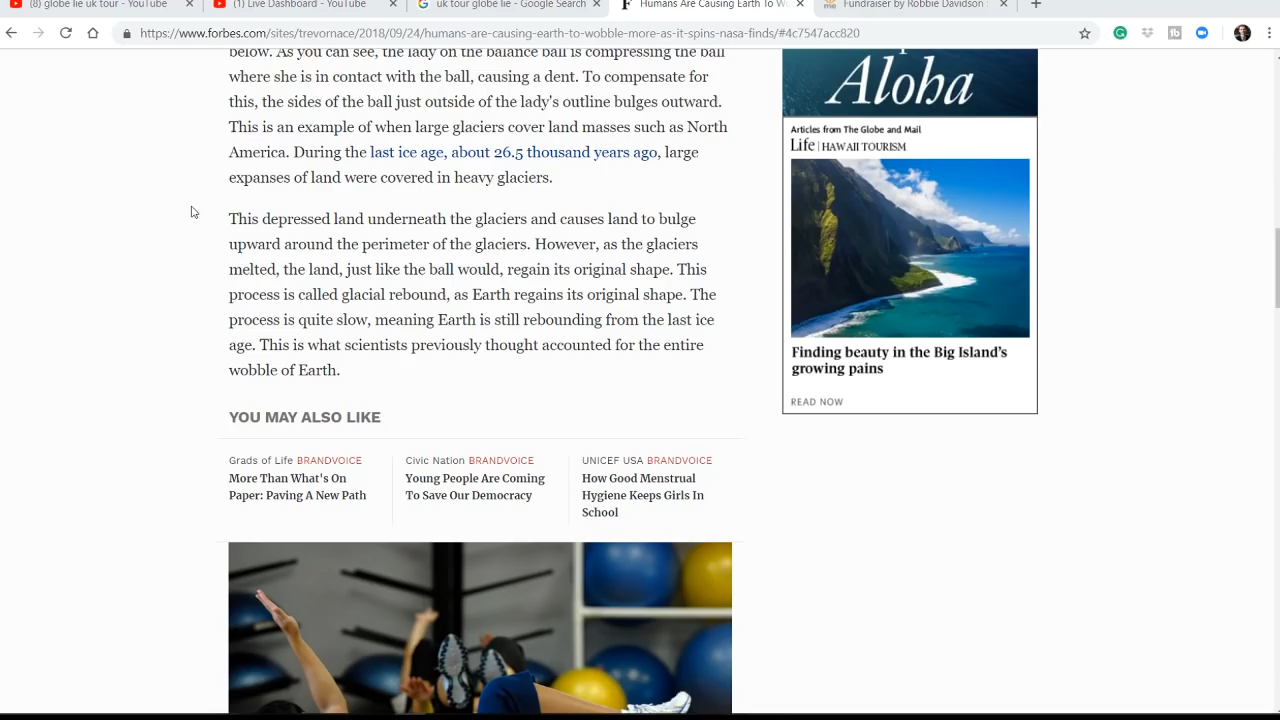 (8) globe lie uk tour - YouTube × (1) Live Dashboard - YouTube × uk tour globe lie - Google Search × Humans Are Causing Earth To W × Fundraiser by Robbie Davidson : × +
https://www.forbes.com/sites/trevornace/2018/09/24/humans-are-causing-earth-to-wobble-more-as-it-spins-nasa-finds/#4c7547acc820
below. As you can see, the lady on the balance ball is compressing the ball
where she is in contact with the ball, causing a dent. To compensate for
this, the sides of the ball just outside of the lady's outline bulges outward.
This is an example of when large glaciers cover land masses such as North
America. During the last ice age, about 26.5 thousand years ago, large
expanses of land were covered in heavy glaciers.
This depressed land underneath the glaciers and causes land to bulge
upward around the perimeter of the glaciers. However, as the glaciers
melted, the land, just like the ball would, regain its original shape. This
process is called glacial rebound, as Earth regains its original shape. The
process is quite slow, meaning Earth is still rebounding from the last ice
age. This is what scientists previously thought accounted for the entire
wobble of Earth.
YOU MAY ALSO LIKE
Grads of Life BRANDVOICE
More Than What's On
Paper: Paving A New Path
Civic Nation BRANDVOICE
Young People Are Coming
To Save Our Democracy
UNICEF USA BRANDVOICE
How Good Menstrual
Hygiene Keeps Girls In
School
Aloha
Articles from The Globe and Mail
Life | HAWAII TOURISM
Finding beauty in the Big Island's
growing pains
READ NOW